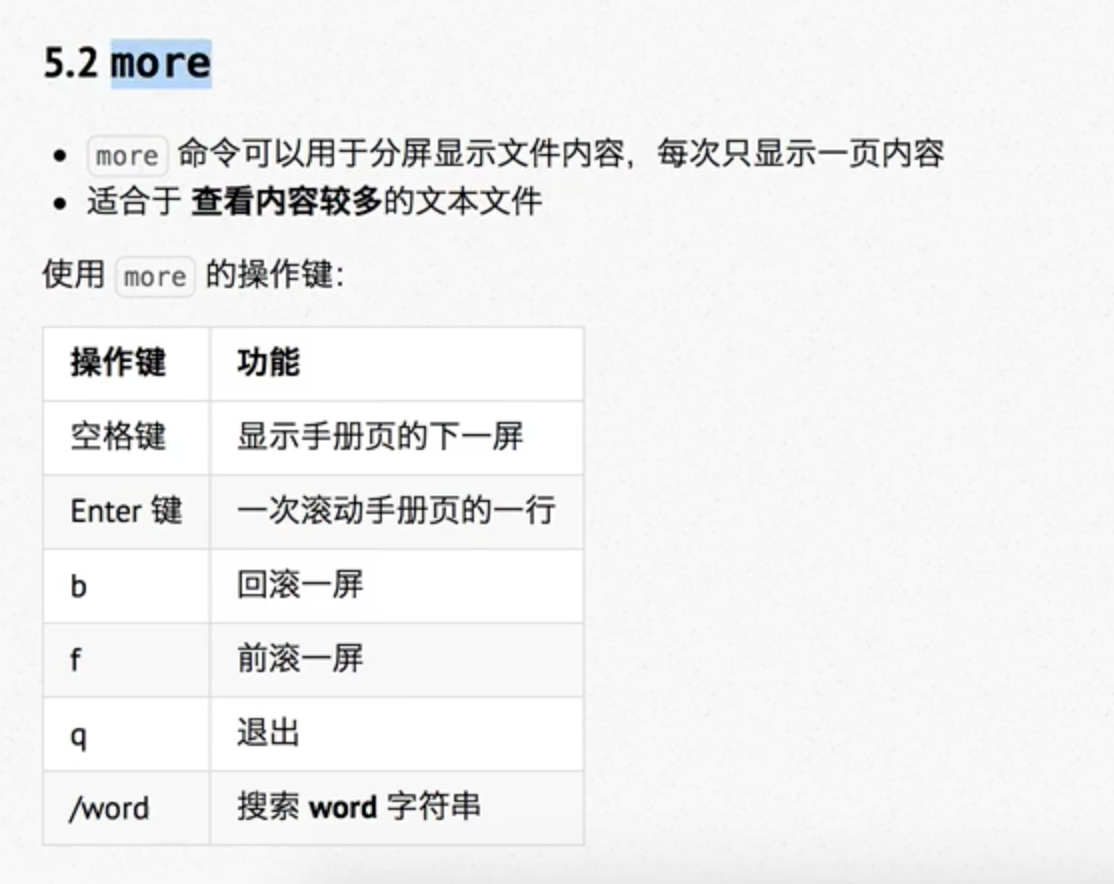 5.2 more
more 命令可以用于分屏显示文件内容，每次只显示一页内容
适合于 查看内容较多的文本文件
使用 more 的操作键：
操作键 功能
空格键 显示手册页的下一屏
Enter 键 一次滚动手册页的一行
b 回滚一屏
f 前滚一屏
q 退出
/word 搜索 word 字符串